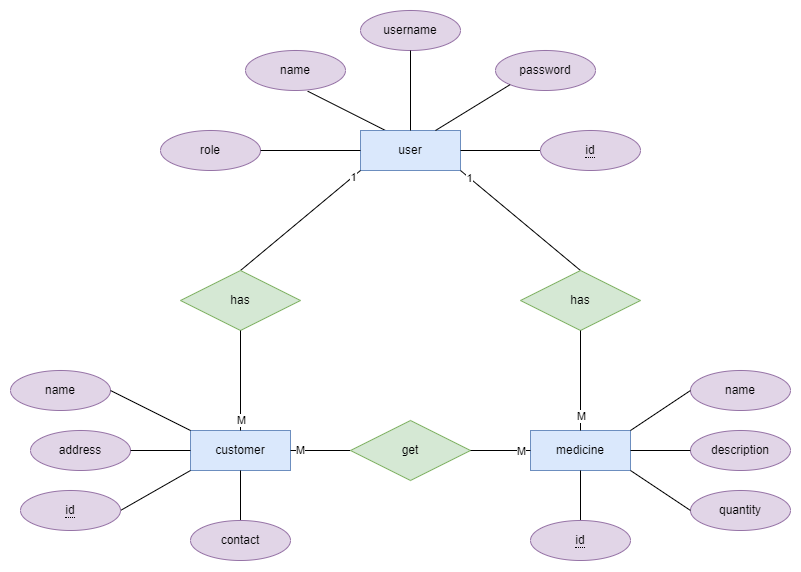 username
name
password
role
user
id
1
1
has
has
name
M
M
name
address
customer
M
get
M
medicine
description
id
quantity
contact
id